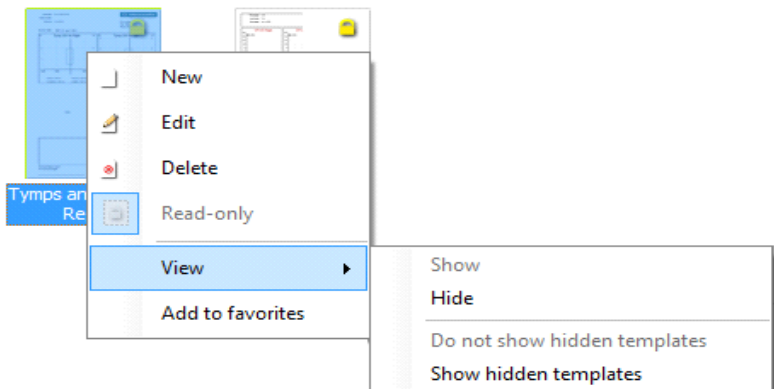 New
Edit
Delete
Tymps an
Re
Read-only
View
Show
Hide
Add to favorites
Do not show hidden templates
Show hidden templates